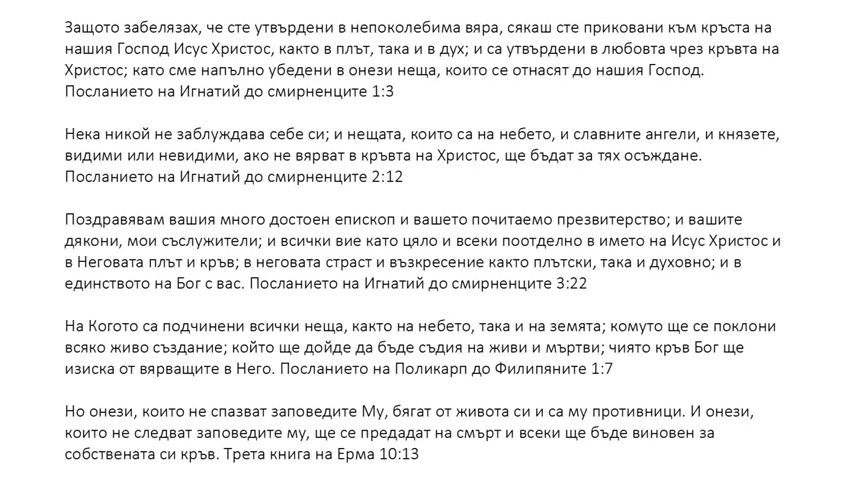 Защото забелязах, че сте утвърдени в непоколебима вяра, сякаш сте приковани към кръста на
нашия Господ Исус Христос, както в плът, така и в дух; и са утвърдени в любовта чрез кръвта на
Христос; като сме напълно убедени в онези неща, които се отнасят до нашия Господ.
Посланието на Игнатий до смирненците 1:3
Нека никой не заблуждава себе си; и нещата, които са на небето, и славните ангели, и князете,
видими или невидими, ако не вярват в кръвта на Христос, ще бъдат за тях осъждане.
Посланието на Игнатий до смирненците 2:12
Поздравявам вашия много достоен епископ и вашето почитаемо презвитерство; и вашите
дякони, мои съслужители; и всички вие като цяло и всеки поотделно в името на Исус Христос и
в Неговата плът и кръв; в неговата страст и възкресение както плътски, така и духовно; и в
единството на Бог с вас. Посланието на Игнатий до смирненците 3:22
На Когото са подчинени всички неща, както на небето, така и на земята; комуто ще се поклони
всяко живо създание; който ще дойде да бъде съдия на живи и мъртви; чиято кръв Бог ще
изиска от вярващите в Него. Посланието на Поликарп до Филипяните 1:7
Но онези, които не спазват заповедите Му, бягат от живота си и са му противници. И онези,
които не следват заповедите му, ще се предадат на смърт и всеки ще бъде виновен за
собствената си кръв. Трета книга на Ерма 10:13